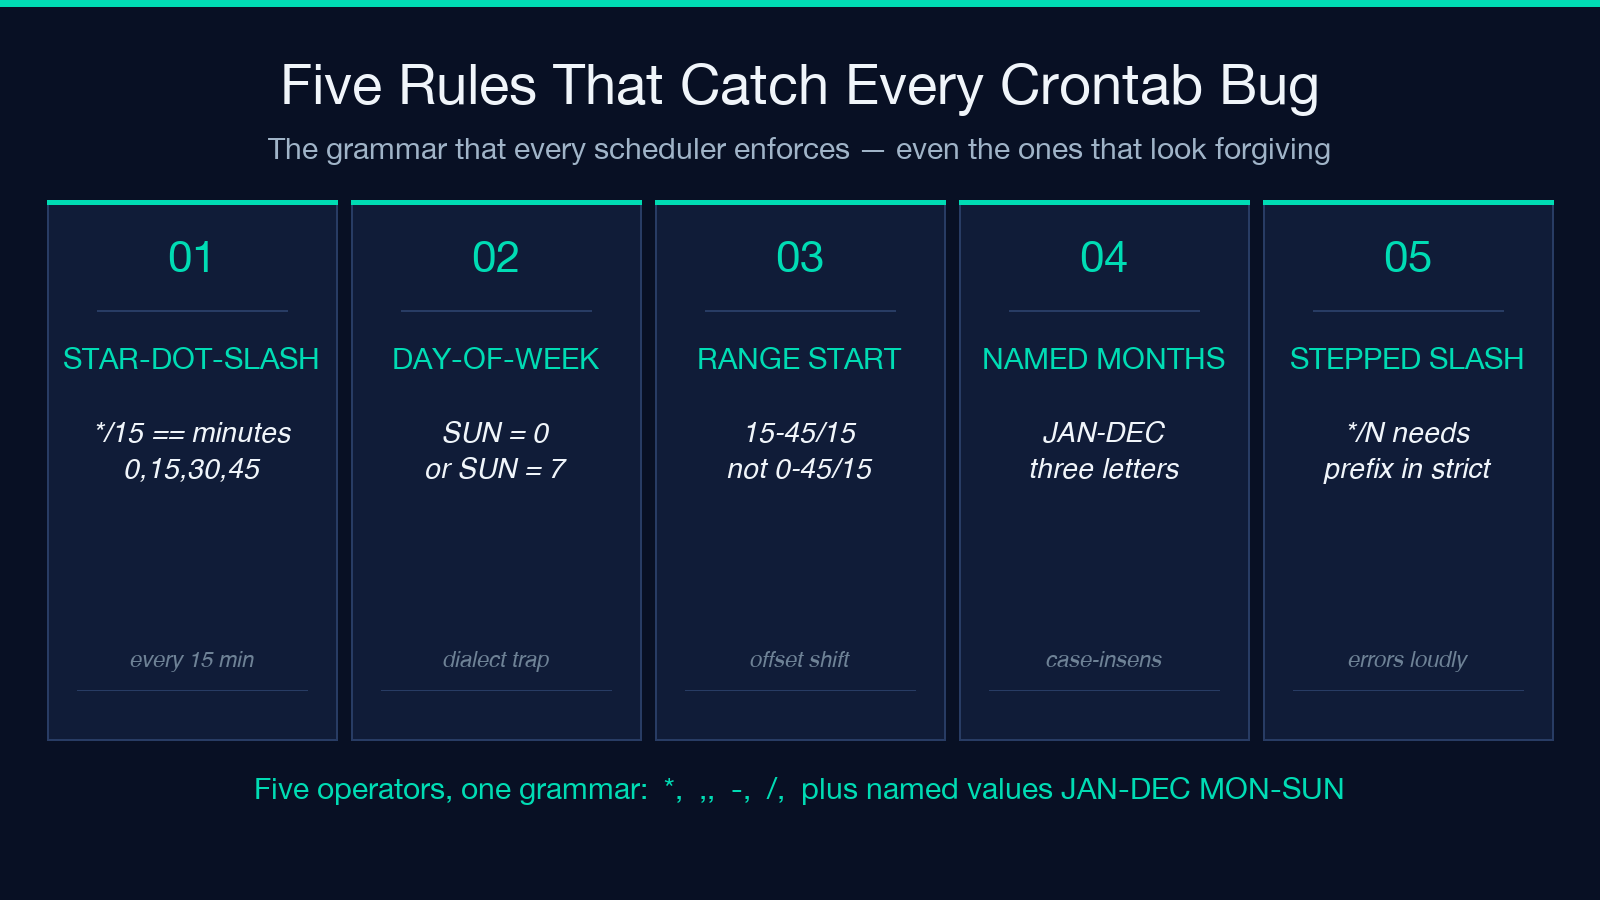 Five Rules That Catch Every Crontab Bug
The grammar that every scheduler enforces — even the ones that look forgiving
01
STAR-DOT-SLASH
*/15 == minutes
0,15,30,45
every 15 min
02
DAY-OF-WEEK
SUN = 0
or SUN = 7
dialect trap
03
RANGE START
15-45/15
not 0-45/15
offset shift
04
NAMED MONTHS
JAN-DEC
three letters
case-insens
05
STEPPED SLASH
*/N needs
prefix in strict
errors loudly
Five operators, one grammar:  *,  ,,  -,  /,  plus named values JAN-DEC MON-SUN